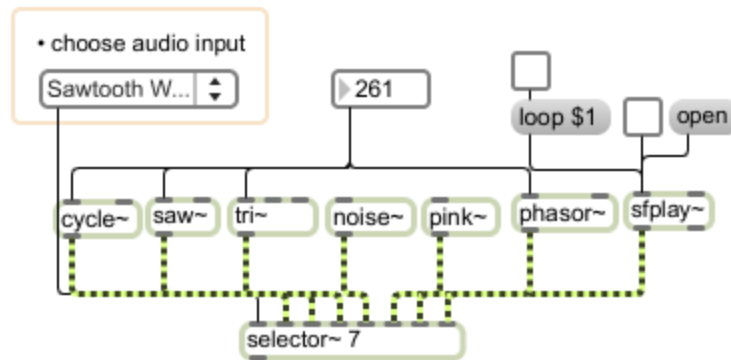 • choose audio input
Sawtooth W...
261
loop $1
open
cycle~
saw~
tri~
noise~
pink~
phasor~
sfplay~
selector~ 7